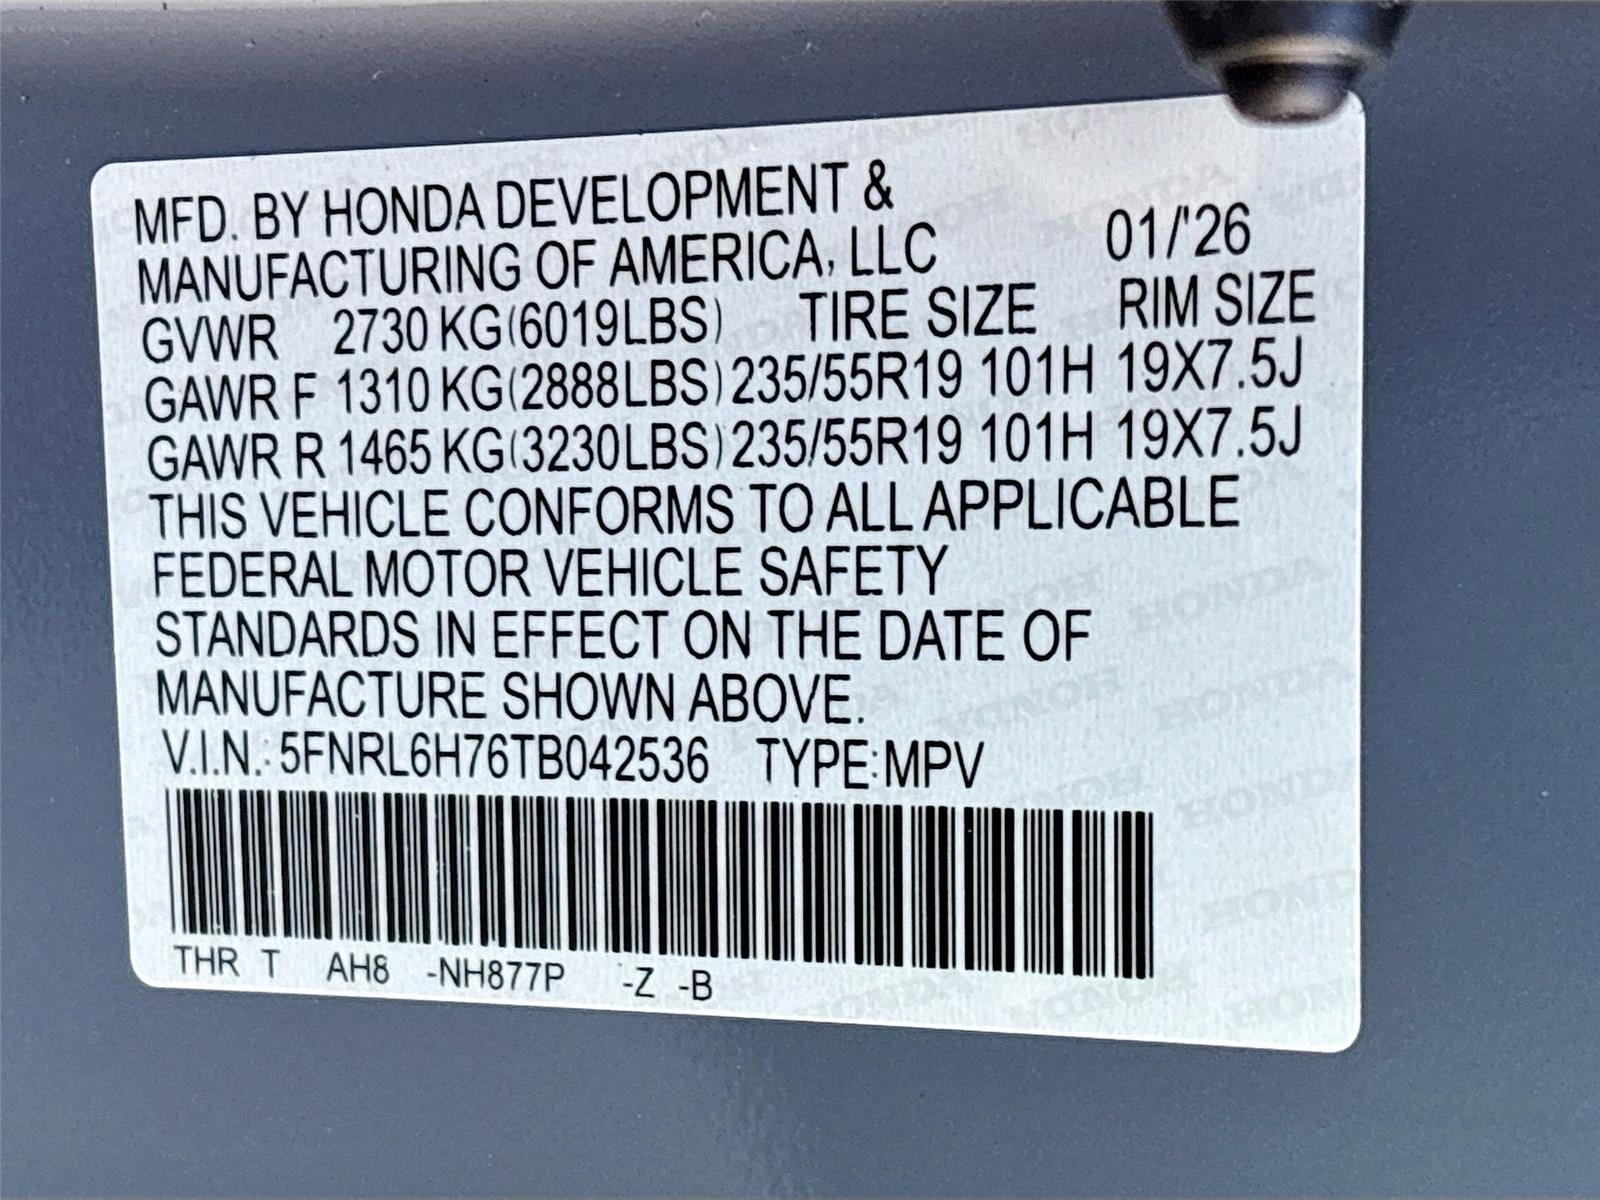 MFD. BY HONDA DEVELOPMENT &
MANUFACTURING OF AMERICA, LLC 01/'26
GVWR 2730 KG(6019LBS) TIRE SIZE RIM SIZE
GAWR F 1310 KG(2888LBS) 235/55R19 101H 19X7.5J
GAWR R 1465 KG(3230LBS) 235/55R19 101H 19X7.5J
THIS VEHICLE CONFORMS TO ALL APPLICABLE
FEDERAL MOTOR VEHICLE SAFETY
STANDARDS IN EFFECT ON THE DATE OF
MANUFACTURE SHOWN ABOVE.
V.I.N.: 5FNRL6H76TB042536 TYPE:MPV
THR T AH8 -NH877P -Z -B